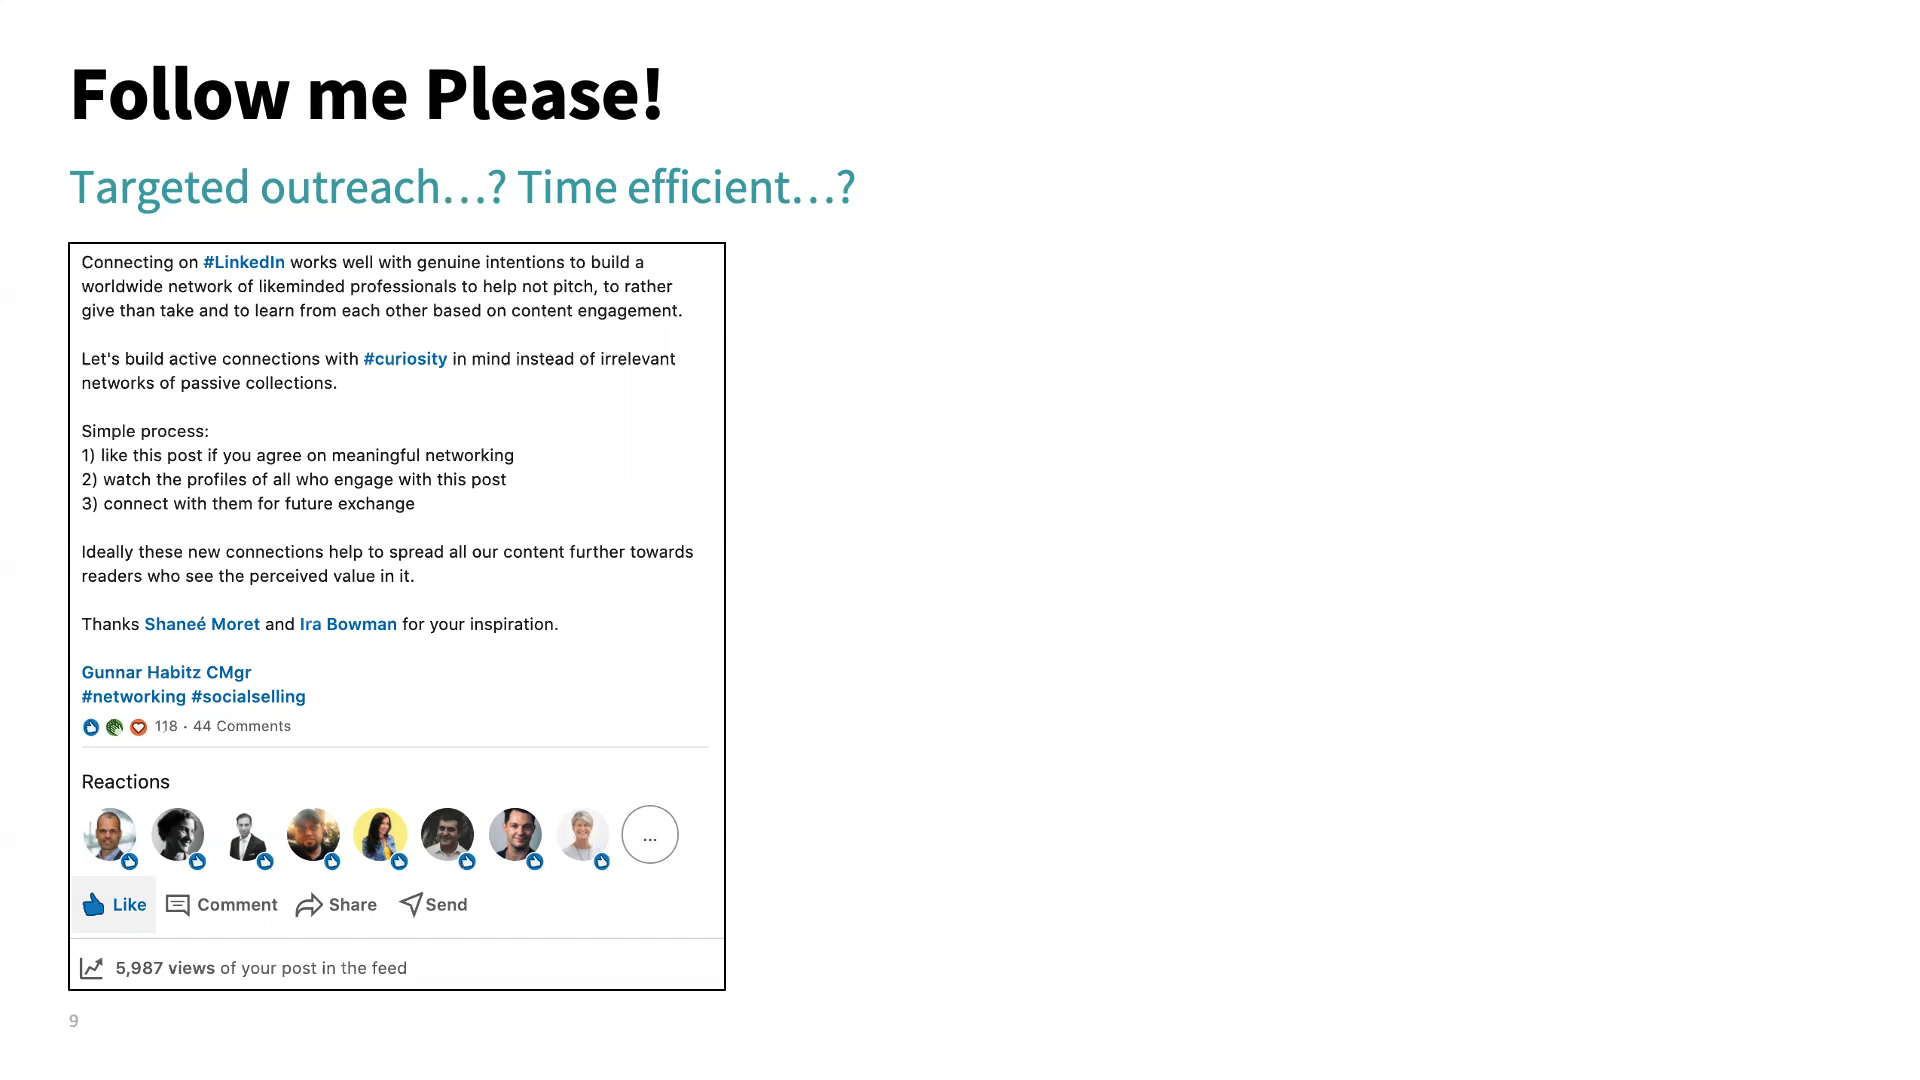 Follow me Please!
Targeted outreach…? Time efficient…?
Connecting on #LinkedIn works well with genuine intentions to build a
worldwide network of likeminded professionals to help not pitch, to rather
give than take and to learn from each other based on content engagement.
Let's build active connections with #curiosity in mind instead of irrelevant
networks of passive collections.
Simple process:
1) like this post if you agree on meaningful networking
2) watch the profiles of all who engage with this post
3) connect with them for future exchange
Ideally these new connections help to spread all our content further towards
readers who see the perceived value in it.
Thanks Shaneé Moret and Ira Bowman for your inspiration.
Gunnar Habitz CMgr
#networking #socialselling
118 · 44 Comments
Reactions
...
Like Comment Share Send
5,987 views of your post in the feed
9